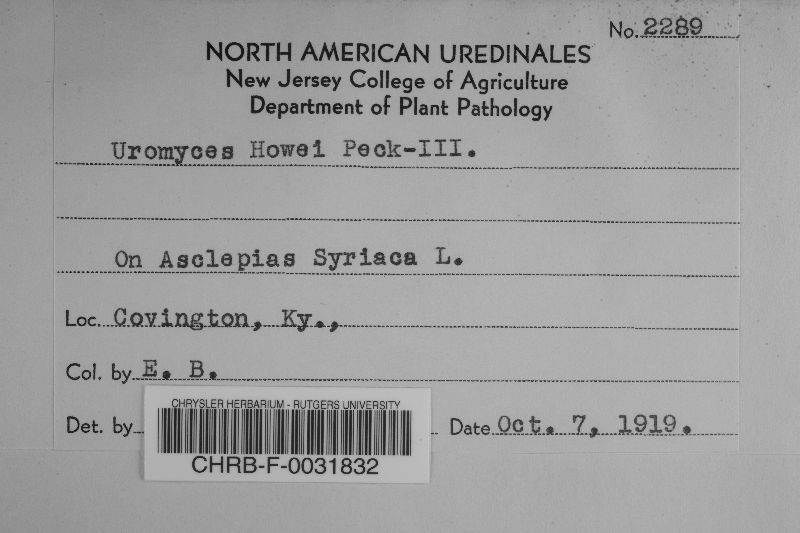 No. 2289
NORTH AMERICAN UREDINALES
New Jersey College of Agriculture
Department of Plant Pathology
Uromyces Howei Peck-III.
On Asclepias Syriaca L.
Loc. Covington, Ky.,
Col. by E. B.
Det. by
Date Oct. 7, 1919.
CHRYSLER HERBARIUM - RUTGERS UNIVERSITY
CHRB-F-0031832